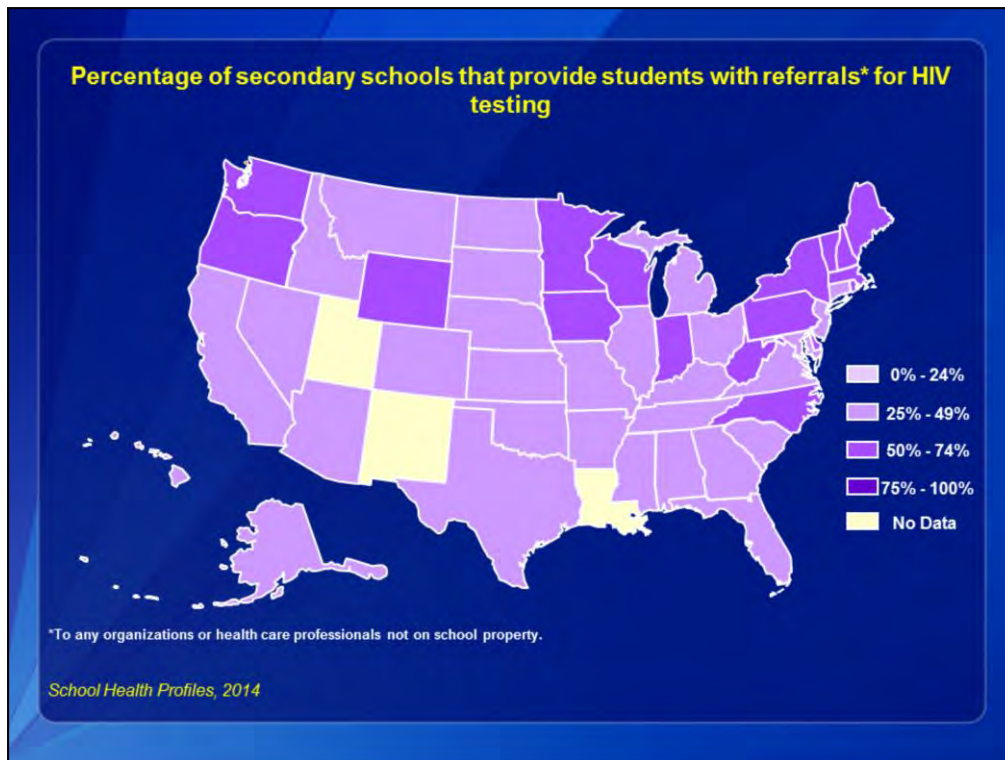 Percentage of secondary schools that provide students with referrals* for HIV
testing
0% - 24%
25% - 49%
50% - 74%
75% - 100%
No Data
*To any organizations or health care professionals not on school property.
School Health Profiles, 2014